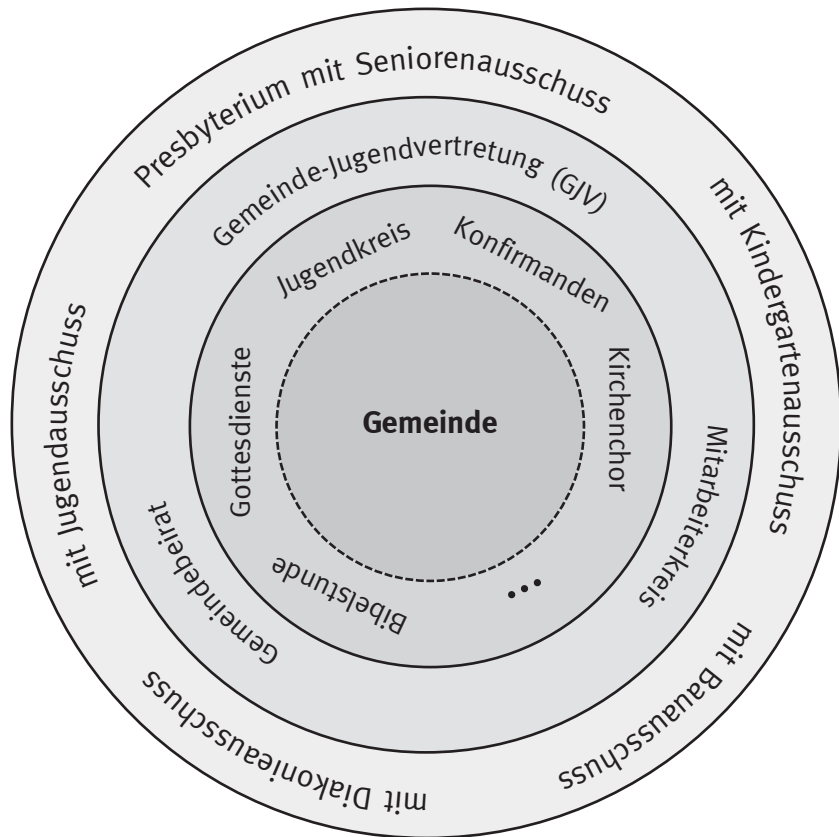 Presbyterium mit Seniorenausschuss
mit Kindergartenausschuss
mit Bauausschuss
mit Diakonieausschuss
mit Jugendausschuss
Gemeinde-Jugendvertretung (GJV)
Mitarbeiterkreis
Gemeindebeirat
Jugendkreis
Konfirmanden
Kirchenchor
...
Bibelstunde
Gottesdienste
Gemeinde